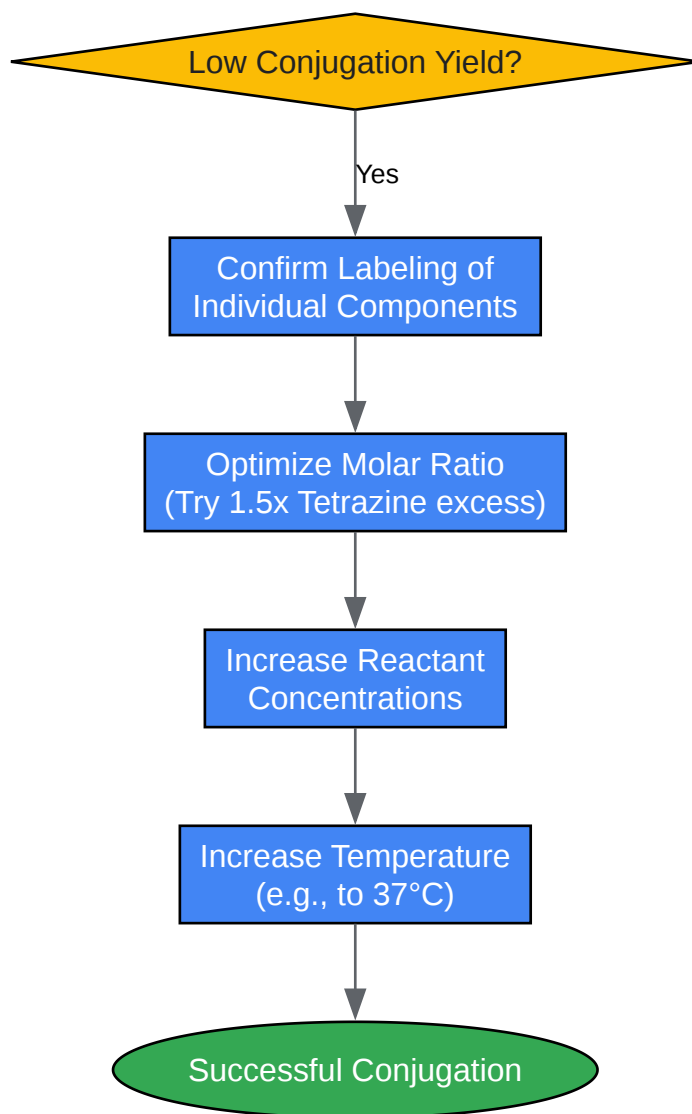 Low Conjugation Yield?
Yes
Confirm Labeling of
Individual Components
Optimize Molar Ratio
(Try 1.5x Tetrazine excess)
Increase Reactant
Concentrations
Increase Temperature
(e.g., to 37°C)
Successful Conjugation